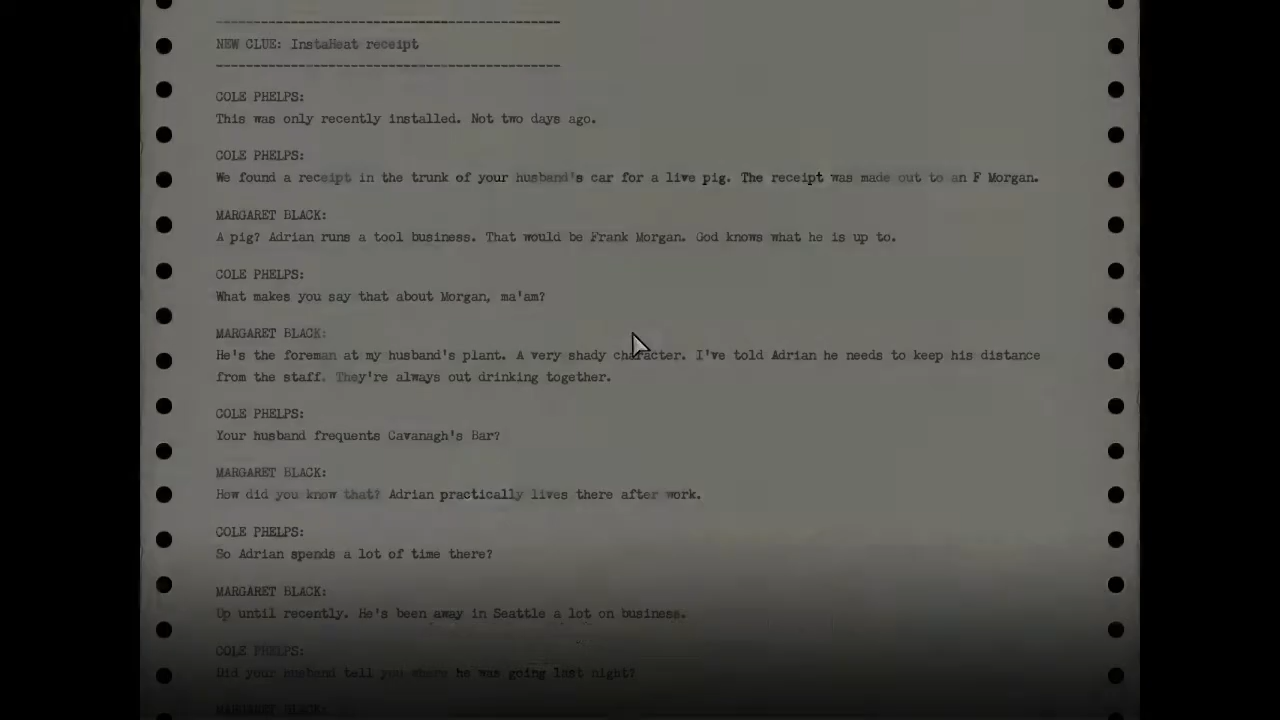 NEW CLUE: InstaHeat receipt
COLE PHELPS:
This was only recently installed. Not two days ago.
COLE PHELPS:
We found a receipt in the trunk of your husband's car for a live pig. The receipt was made out to an F Morgan.
MARGARET BLACK:
A pig? Adrian runs a tool business. That would be Frank Morgan. God knows what he is up to.
COLE PHELPS:
What makes you say that about Morgan, ma'am?
MARGARET BLACK:
He's the foreman at my husband's plant. A very shady character. I've told Adrian he needs to keep his distance
from the staff. They're always out drinking together.
COLE PHELPS:
Your husband frequents Cavanagh's Bar?
MARGARET BLACK:
How did you know that? Adrian practically lives there after work.
COLE PHELPS:
So Adrian spends a lot of time there?
MARGARET BLACK:
Up until recently. He's been away in Seattle a lot on business.
COLE PHELPS:
Did your husband tell you where he was going last night?
MARGARET BLACK: